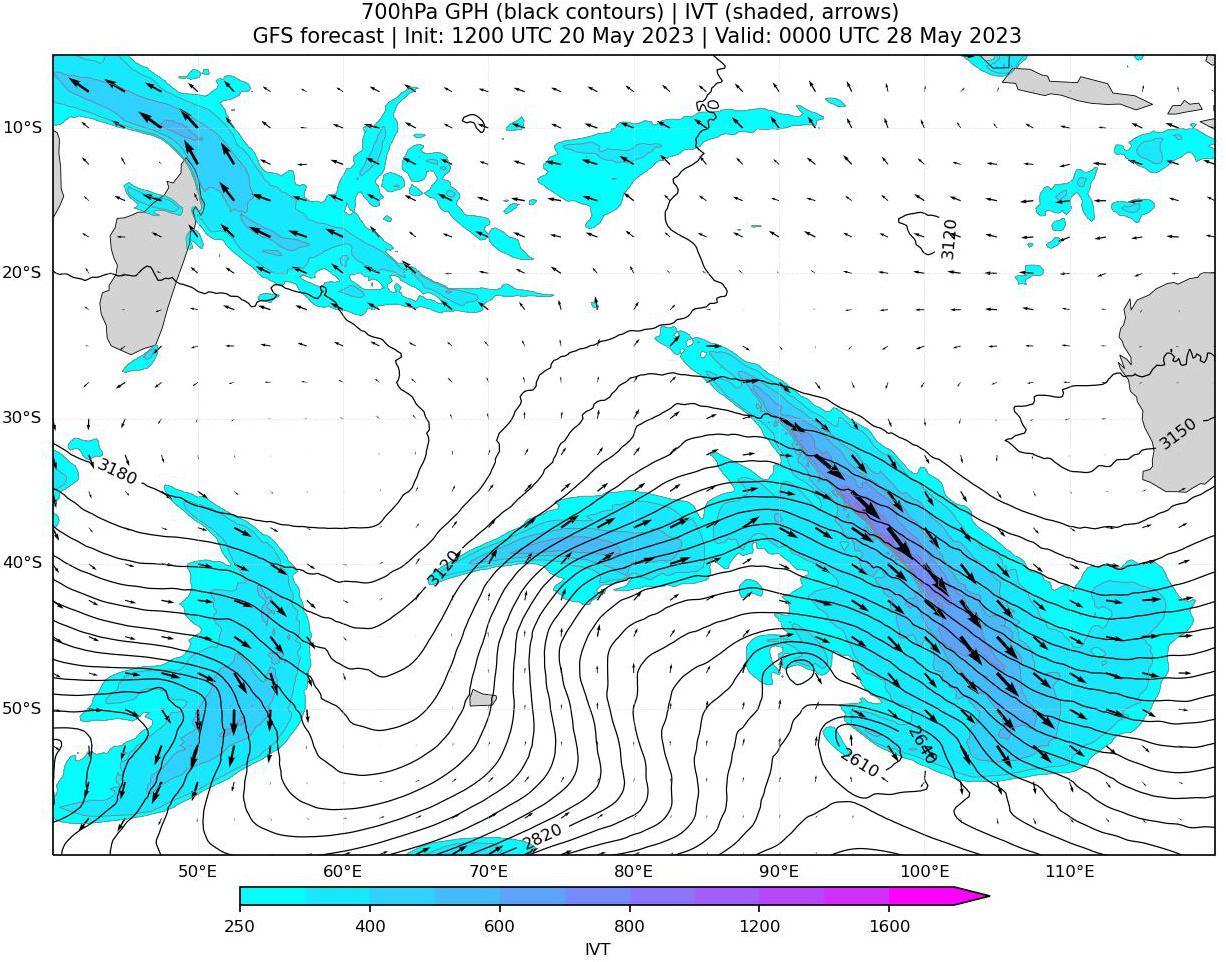 700hPa GPH (black contours) | IVT (shaded, arrows)
GFS forecast | Init: 1200 UTC 20 May 2023 | Valid: 0000 UTC 28 May 2023
10°S
20°S
30°S
40°S
50°S
3120
3150
3180
3120
2640
2610
2820
50°E
60°E
70°E
80°E
90°E
100°E
110°E
250
400
600
800
1200
1600
IVT